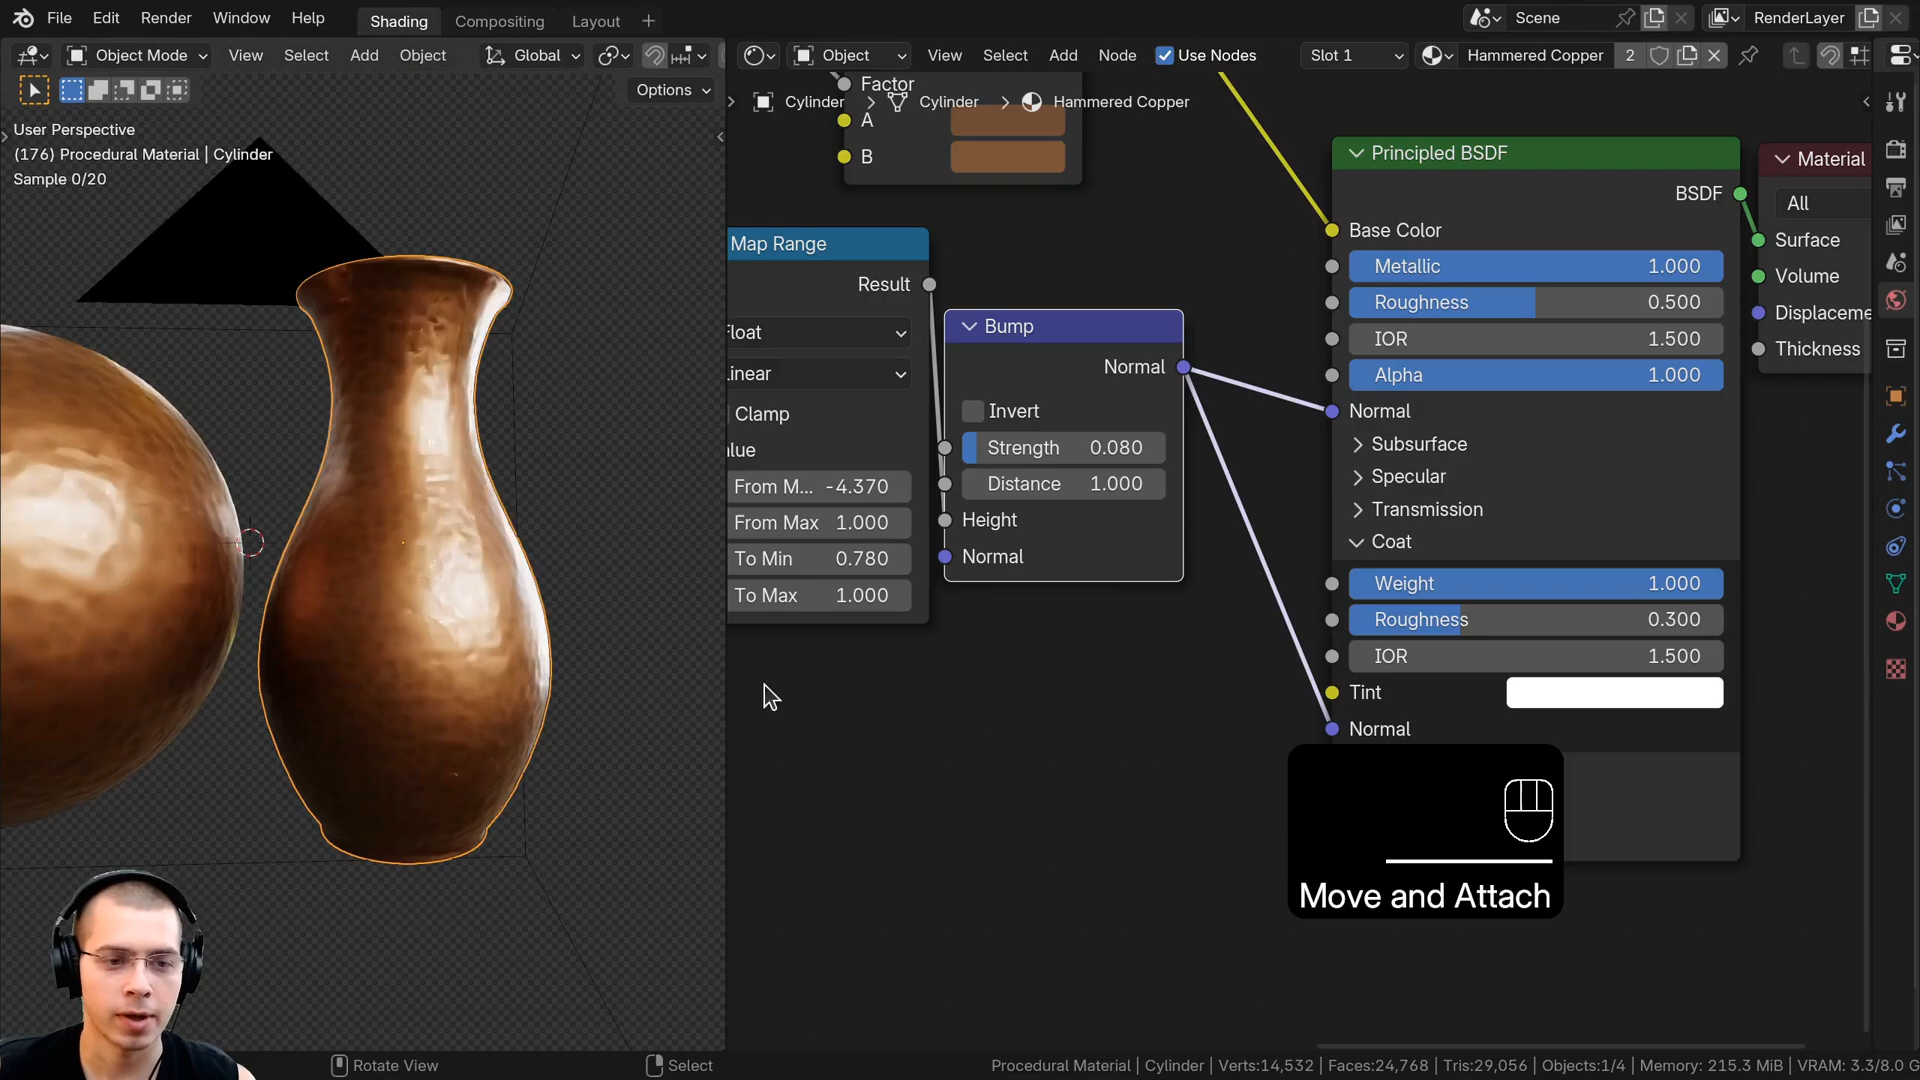 File Edit Render Window Help Shading Compositing Layout + Scene RenderLayer
Object Mode View Select Add Object Global Object View Select Add Node Use Nodes Slot 1 Hammered Copper 2
Options
User Perspective
(176) Procedural Material | Cylinder
Sample 0/20
Factor
Cylinder > Cylinder > Hammered Copper
A
B
Map Range
Result
Float
Linear
Clamp
alue
From M... -4.370
From Max 1.000
To Min 0.780
To Max 1.000
Bump
Normal
Invert
Strength 0.080
Distance 1.000
Height
Normal
Principled BSDF
BSDF
Base Color
Metallic 1.000
Roughness 0.500
IOR 1.500
Alpha 1.000
Normal
Subsurface
Specular
Transmission
Coat
Weight 1.000
Roughness 0.300
IOR 1.500
Tint
Normal
Material
All
Surface
Volume
Displaceme
Thickness
Move and Attach
Rotate View Select Procedural Material | Cylinder | Verts:14,532 | Faces:24,768 | Tris:29,056 | Objects:1/4 | Memory: 215.3 MiB | VRAM: 3.3/8.0 G